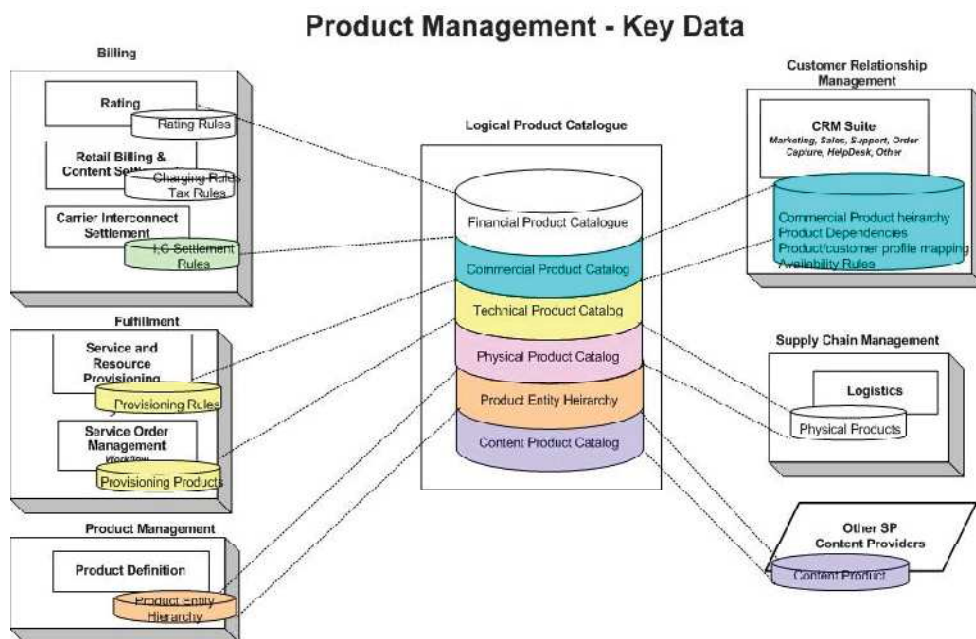 Product Management - Key Data
Billing
Rating
Rating Rules
Retail Billing &
Charging Rules
Tax Rules
Carrier Interconnect
Settlement
Rules
Fulfillment
Service and
Resource
Provisioning
Provisioning Rules
Service Order
Management
Workflow
Provisioning Products
Product Management
Product Definition
Product Entity
Hierarchy
Logical Product Catalogue
Financial Product Catalogue
Commercial Product Catalog
Technical Product Catalog
Physical Product Catalog
Product Entity Heirarchy
Content Product Catalog
Customer Relationship
Management
CRM Suite
Marketing, Sales, Support, Order
Capture, HelpDesk, Other
Commercial Product heirarchy
Product Dependencies
Product/customer profile mapping
Availability Rules
Supply Chain Management
Logistics
Physical Products
Other SP
Content Providers
Content Product